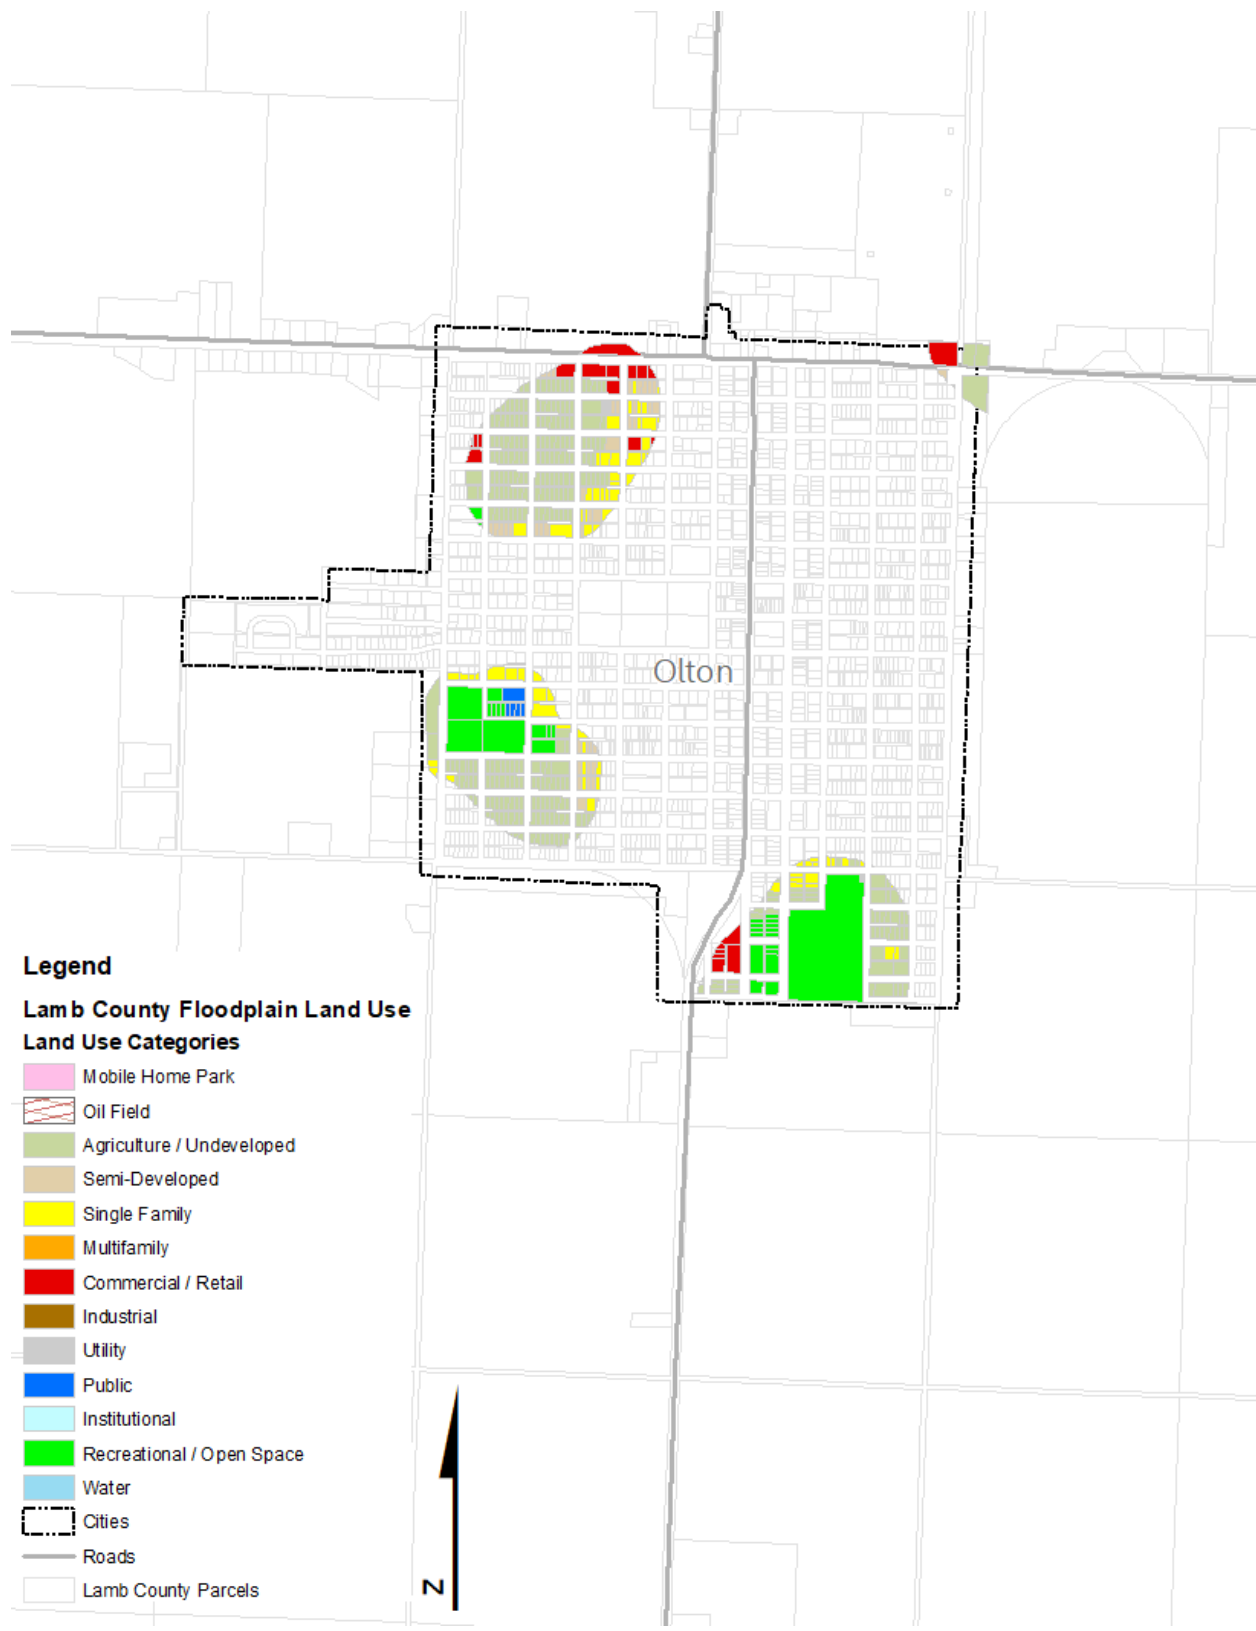 Olton
Legend
Lamb County Floodplain Land Use
Land Use Categories
Mobile Home Park
Oil Field
Agriculture / Undeveloped
Semi-Developed
Single Family
Multifamily
Commercial / Retail
Industrial
Utility
Public
Institutional
Recreational / Open Space
Water
Cities
Roads
Lamb County Parcels
N